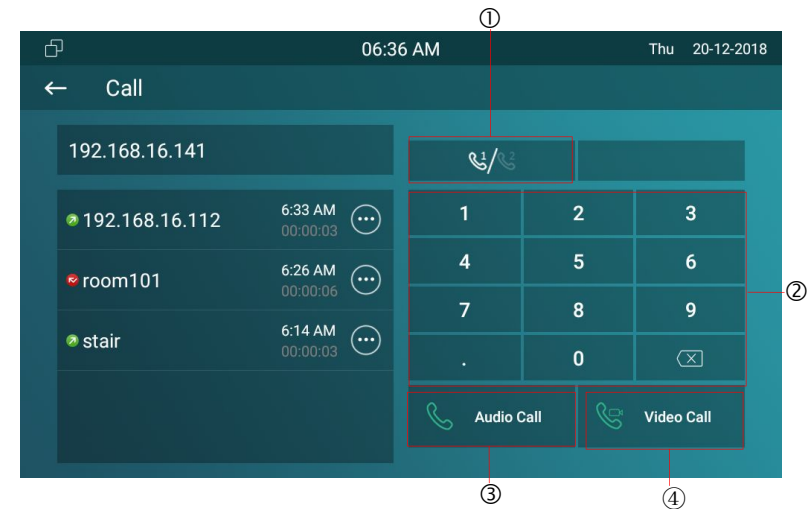 ①
06:36 AM Thu 20-12-2018
Call
192.168.16.141
1/2
192.168.16.112 6:33 AM
00:00:03
room101 6:26 AM
00:00:06
stair 6:14 AM
00:00:03
1 2 3
4 5 6
7 8 9
. 0
②
Audio Call Video Call
③ ④